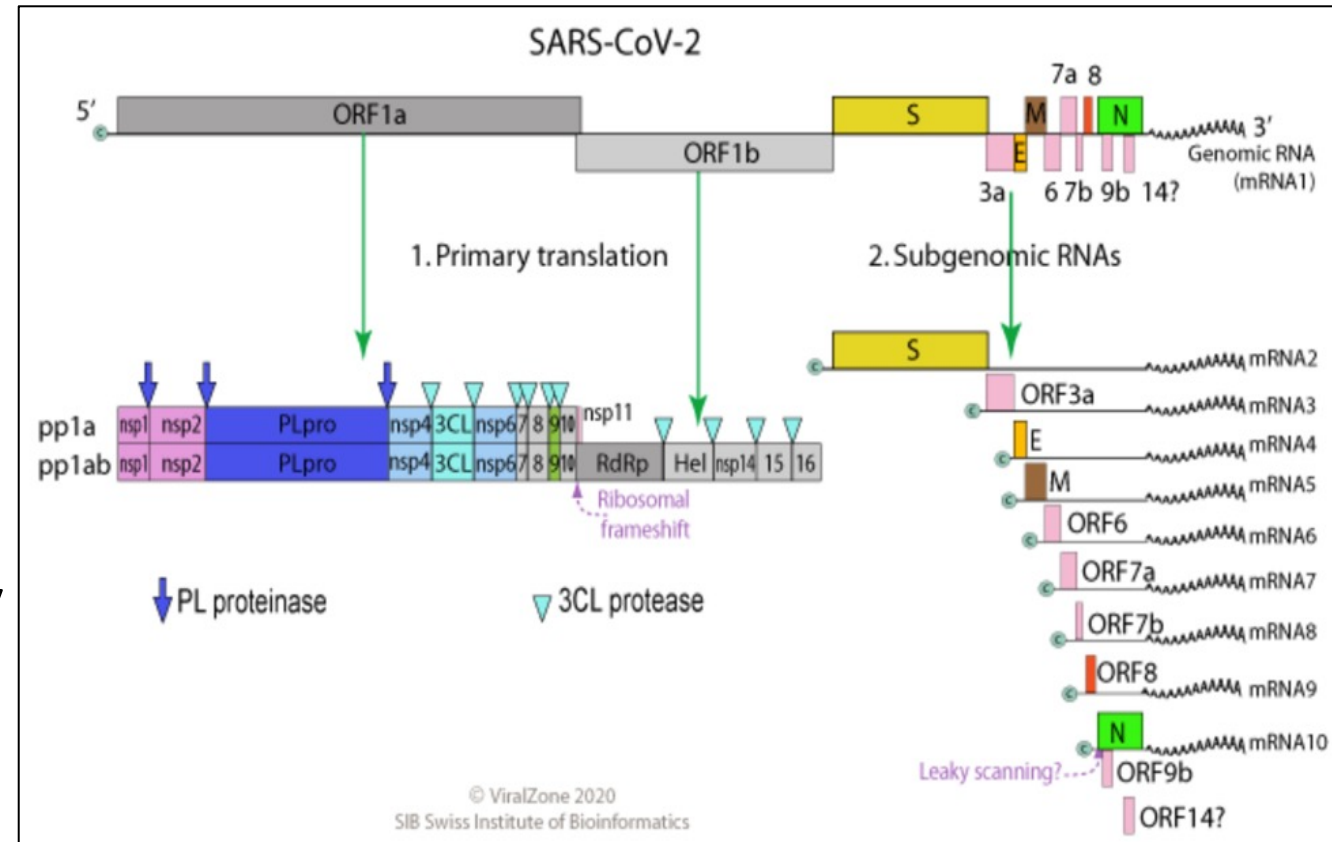 SARS-CoV-2
7a 8
5′ ORF1a S M N 3′
ORF1b E Genomic RNA
(mRNA1)
3a 6 7b 9b 14?
1. Primary translation 2. Subgenomic RNAs
S mRNA2
ORF3a mRNA3
pp1a nsp1 nsp2 PLpro nsp4 3CL nsp6 7 8 9 10 nsp11
E mRNA4
pp1ab nsp1 nsp2 PLpro nsp4 3CL nsp6 7 8 9 10 RdRp Hel nsp14 15 16
M mRNA5
Ribosomal
frameshift
ORF6 mRNA6
ORF7a mRNA7
PL proteinase 3CL protease
ORF7b mRNA8
ORF8 mRNA9
N mRNA10
Leaky scanning? ORF9b
© ViralZone 2020
SIB Swiss Institute of Bioinformatics
ORF14?